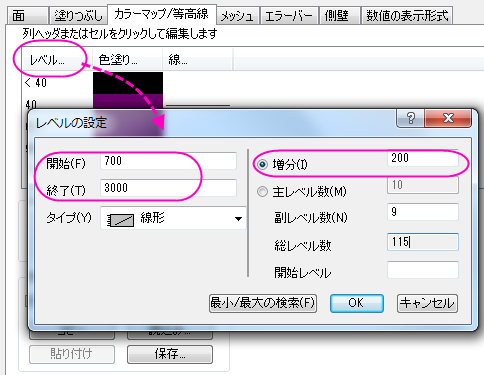 面 塗りつぶし カラーマップ/等高線 メッシュ エラーバー 側壁 数値の表示形式
列ヘッダまたはセルをクリックして編集します
レベル... 色塗り... 線...
< 40
40
レベルの設定
開始(F) 700
終了(T) 3000
タイプ(Y) 線形
増分(I) 200
主レベル数(M) 10
副レベル数(N) 9
総レベル数 115
開始レベル
最小/最大の検索(F) OK キャンセル
貼り付け 保存...